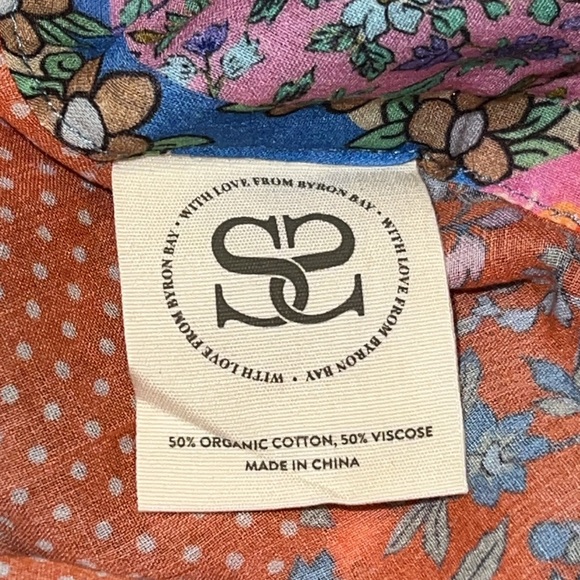 WITH LOVE FROM BYRON BAY • WITH LOVE FROM BYRON BAY • WITH LOVE FROM BYRON BAY •
SS
50% ORGANIC COTTON, 50% VISCOSE
MADE IN CHINA